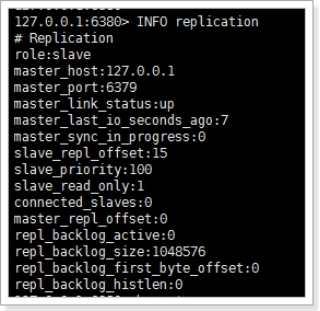 127.0.0.1:6380> INFO replication
# Replication
role:slave
master_host:127.0.0.1
master_port:6379
master_link_status:up
master_last_io_seconds_ago:7
master_sync_in_progress:0
slave_repl_offset:15
slave_priority:100
slave_read_only:1
connected_slaves:0
master_repl_offset:0
repl_backlog_active:0
repl_backlog_size:1048576
repl_backlog_first_byte_offset:0
repl_backlog_histlen:0